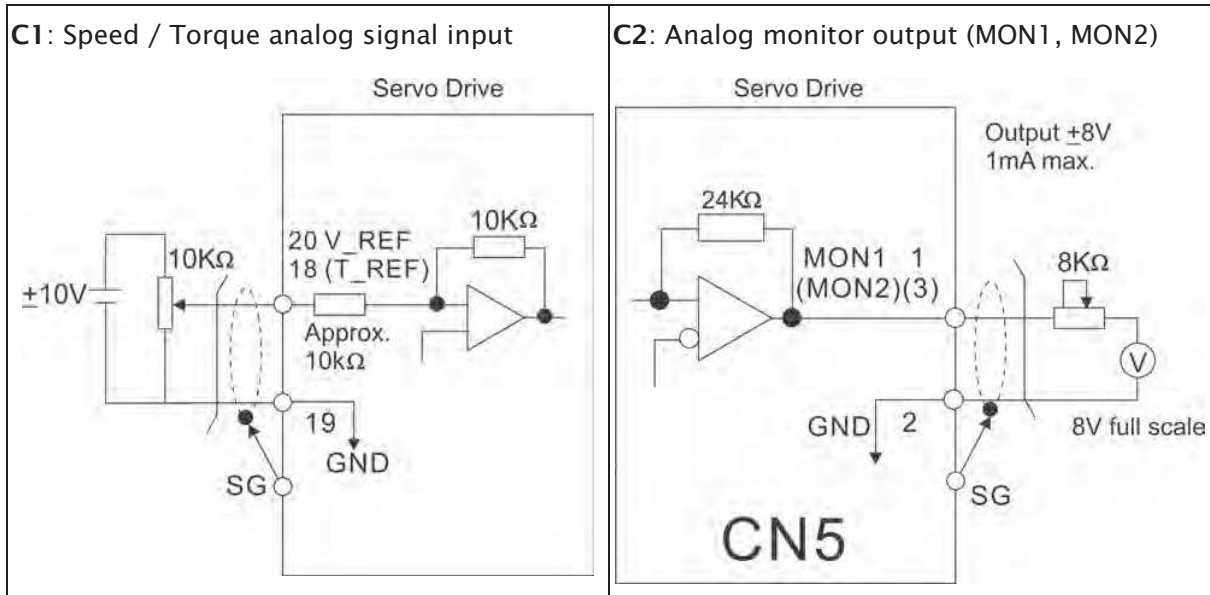 C1: Speed / Torque analog signal input
Servo Drive
±10V
10KΩ
20 V_REF
18 (T_REF)
Approx.
10kΩ
10KΩ
19
GND
SG
C2: Analog monitor output (MON1, MON2)
Servo Drive
Output ±8V
1mA max.
24KΩ
MON1 1
(MON2)(3)
8KΩ
V
GND 2
8V full scale
SG
CN5